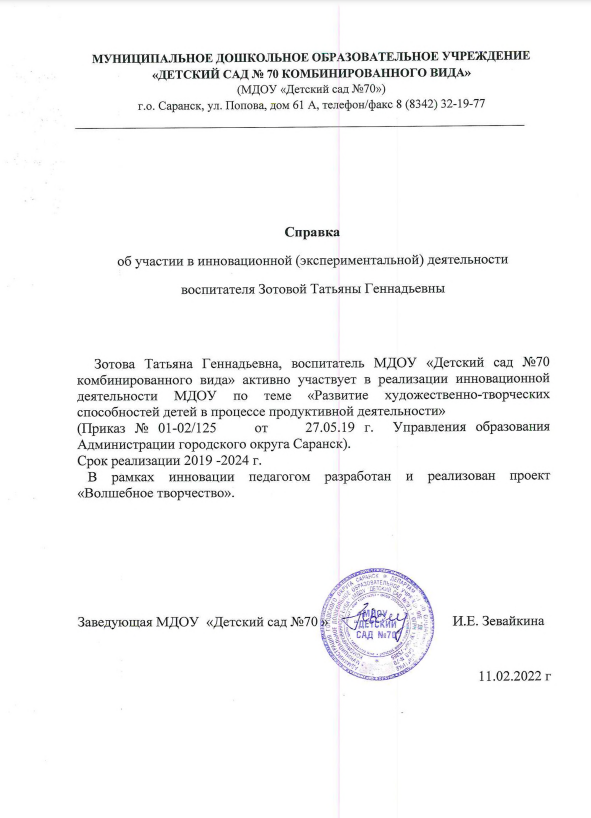 МУНИЦИПАЛЬНОЕ ДОШКОЛЬНОЕ ОБРАЗОВАТЕЛЬНОЕ УЧРЕЖДЕНИЕ
«ДЕТСКИЙ САД № 70 КОМБИНИРОВАННОГО ВИДА»
(МДОУ «Детский сад №70»)
г.о. Саранск, ул. Попова, дом 61 А, телефон/факс 8 (8342) 32-19-77
Справка
об участии в инновационной (экспериментальной) деятельности
воспитателя Зотовой Татьяны Геннадьевны
Зотова Татьяна Геннадьевна, воспитатель МДОУ «Детский сад №70
комбинированного вида» активно участвует в реализации инновационной
деятельности МДОУ по теме «Развитие художественно-творческих
способностей детей в процессе продуктивной деятельности»
(Приказ № 01-02/125 от 27.05.19 г. Управления образования
Администрации городского округа Саранск).
Срок реализации 2019 -2024 г.
В рамках инновации педагогом разработан и реализован проект
«Волшебное творчество».
Заведующая МДОУ «Детский сад №70 »
МДОУ
"ДЕТСКИЙ
САД №70"
И.Е. Зевайкина
11.02.2022 г